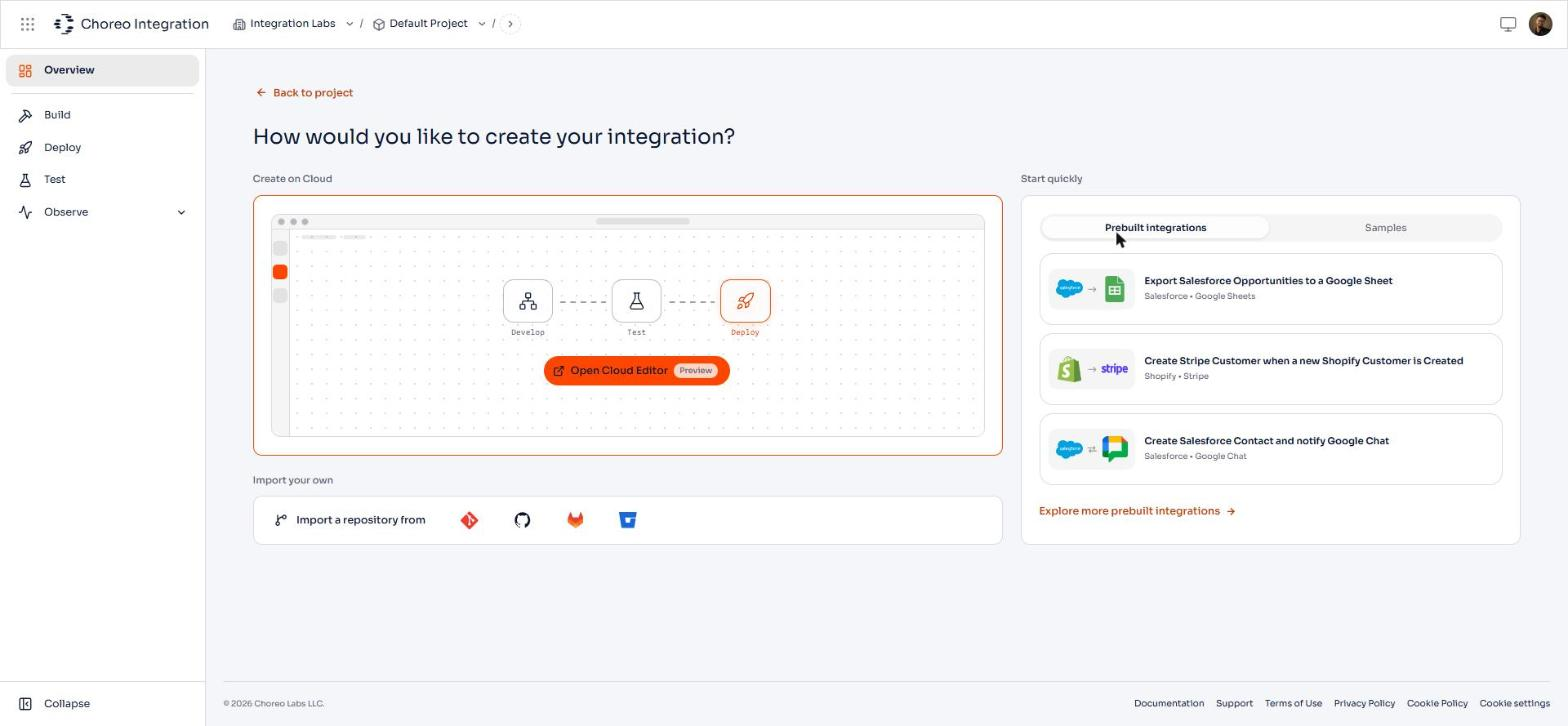 Choreo Integration
Integration Labs / Default Project /
Overview
Build
Deploy
Test
Observe
Collapse
Back to project
How would you like to create your integration?
Create on Cloud
Develop
Test
Deploy
Open Cloud Editor Preview
Import your own
Import a repository from
Start quickly
Prebuilt integrations
Samples
salesforce
Export Salesforce Opportunities to a Google Sheet
Salesforce • Google Sheets
stripe
Create Stripe Customer when a new Shopify Customer is Created
Shopify • Stripe
salesforce
Create Salesforce Contact and notify Google Chat
Salesforce • Google Chat
Explore more prebuilt integrations
© 2026 Choreo Labs LLC.
Documentation Support Terms of Use Privacy Policy Cookie Policy Cookie settings